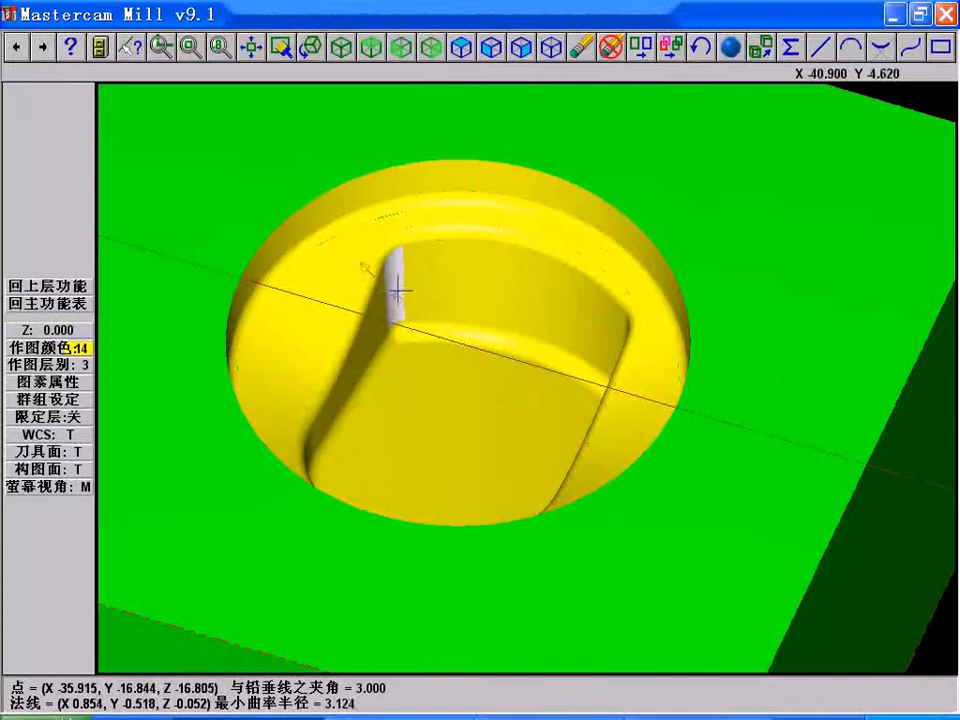 Mastercam Mill v9.1
X -40.900 Y -4.620
回上层功能
回主功能表
Z: 0.000
作图颜色:14
作图层别: 3
图素属性
群组设定
限定层:关
WCS: T
刀具面: T
构图面: T
萤幕视角: M
点 = (X -35.915, Y -16.844, Z -16.805) 与铅垂线之夹角 = 3.000
法线 = (X 0.854, Y -0.518, Z -0.052) 最小曲率半径 = 3.124